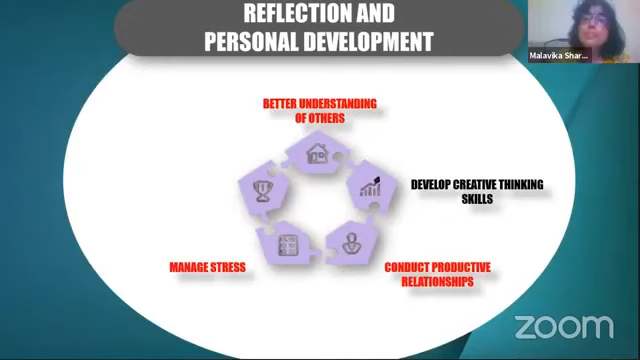 REFLECTION AND
PERSONAL DEVELOPMENT
Malavika Shar...
BETTER UNDERSTANDING
OF OTHERS
DEVELOP CREATIVE THINKING
SKILLS
MANAGE STRESS
CONDUCT PRODUCTIVE
RELATIONSHIPS
zoom